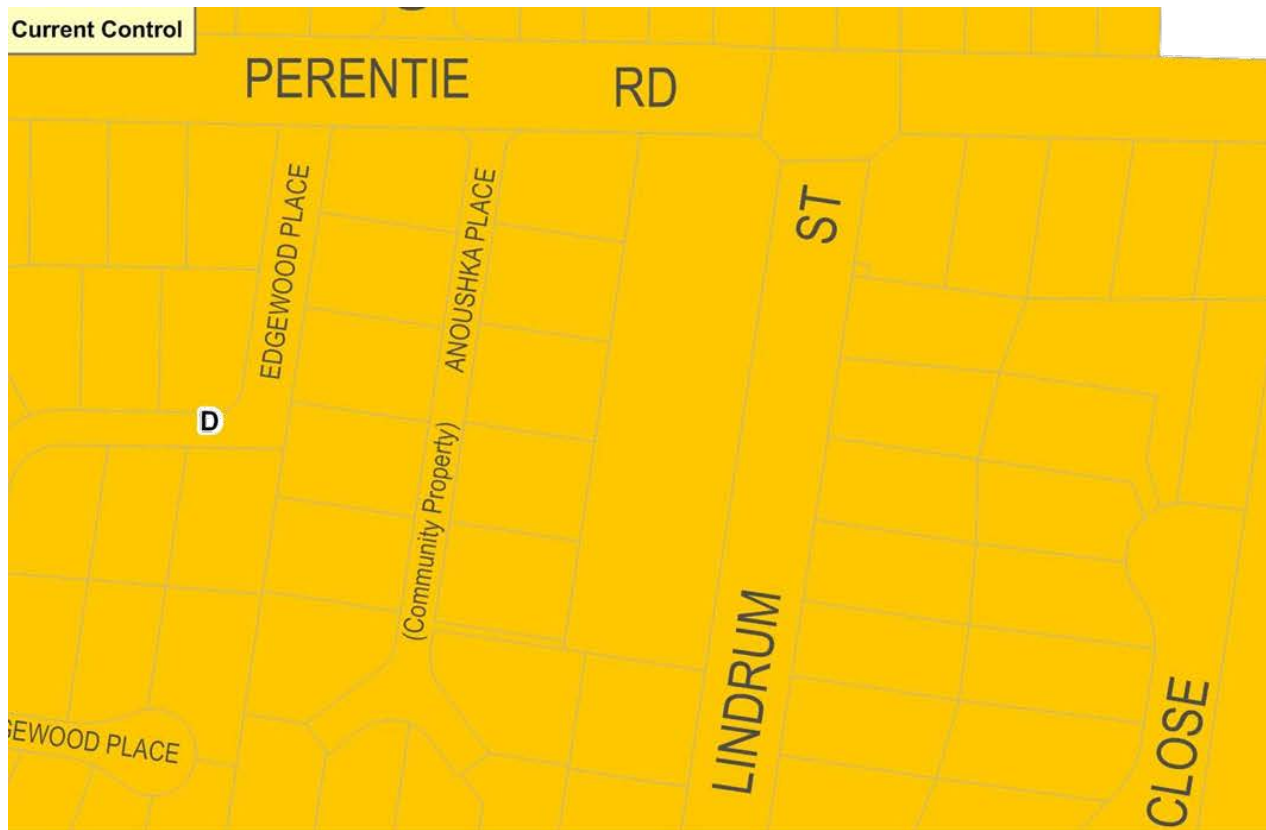 Current Control
PERENTIE RD
EDGEWOOD PLACE
ANOUSHKA PLACE
(Community Property)
ST
LINDRUM
D
EWOOD PLACE
CLOSE